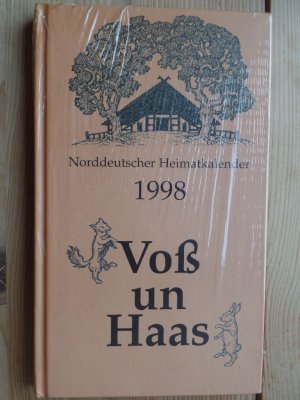 Norddeutscher Heimatkalender
1998
Voß
un
Haas